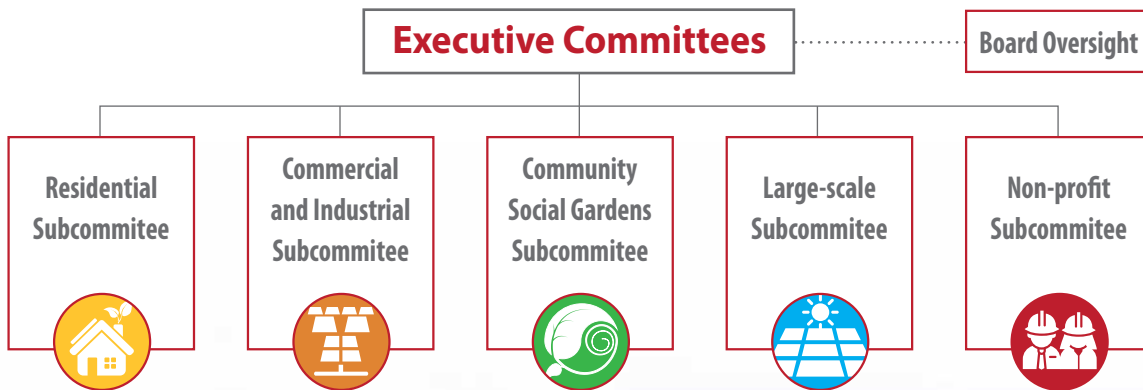 Executive Committees
Board Oversight
Residential
Subcommitee
Commercial
and Industrial
Subcommitee
Community
Social Gardens
Subcommitee
Large-scale
Subcommitee
Non-profit
Subcommitee